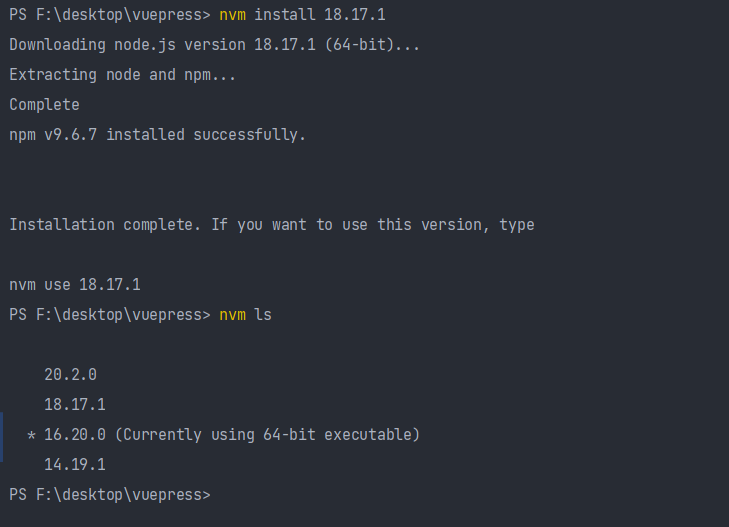 PS F:\desktop\vuepress> nvm install 18.17.1
Downloading node.js version 18.17.1 (64-bit)...
Extracting node and npm...
Complete
npm v9.6.7 installed successfully.
Installation complete. If you want to use this version, type
nvm use 18.17.1
PS F:\desktop\vuepress> nvm ls
20.2.0
18.17.1
* 16.20.0 (Currently using 64-bit executable)
14.19.1
PS F:\desktop\vuepress>